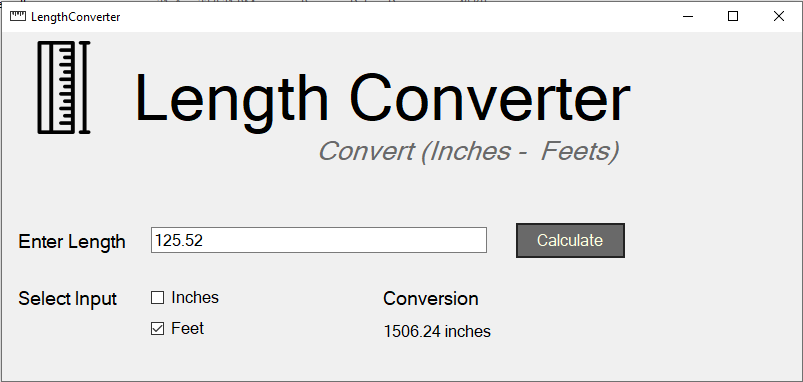 LengthConverter
Length Converter
Convert (Inches - Feets)
Enter Length 125.52 Calculate
Select Input Inches Conversion
Feet 1506.24 inches